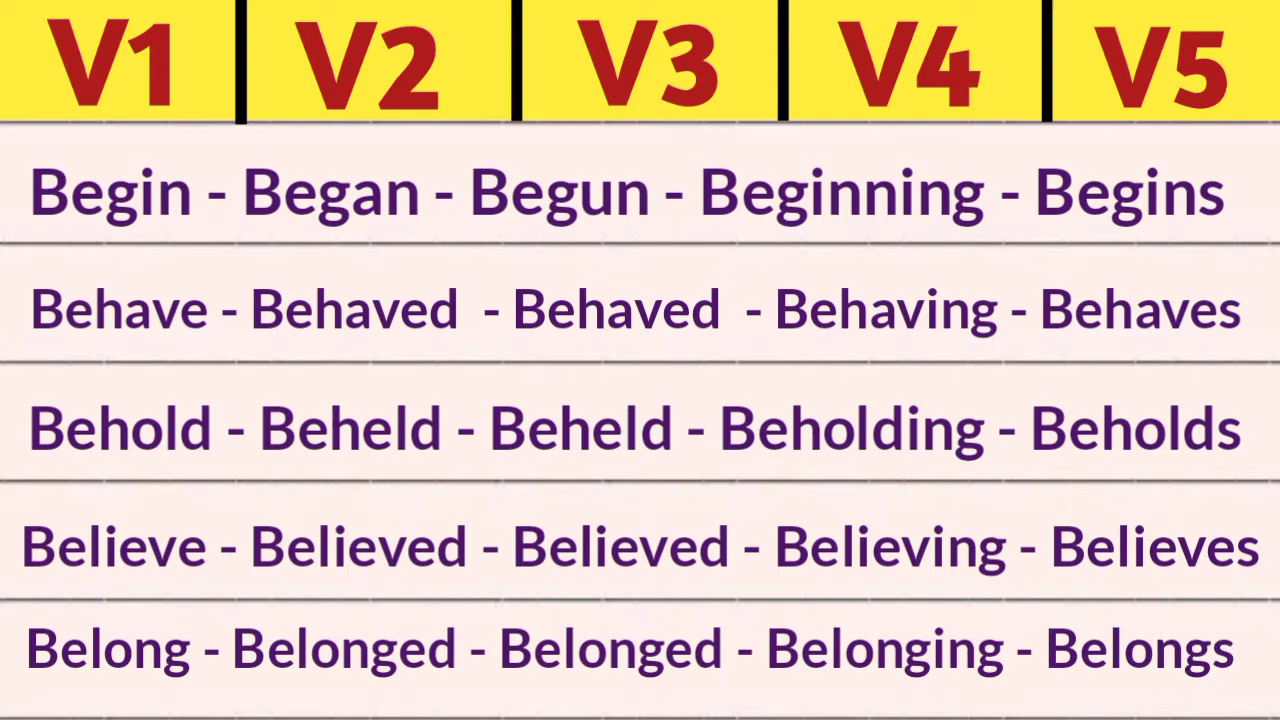 V1 V2 V3 V4 V5
Begin - Began - Begun - Beginning - Begins
Behave - Behaved - Behaved - Behaving - Behaves
Behold - Beheld - Beheld - Beholding - Beholds
Believe - Believed - Believed - Believing - Believes
Belong - Belonged - Belonged - Belonging - Belongs